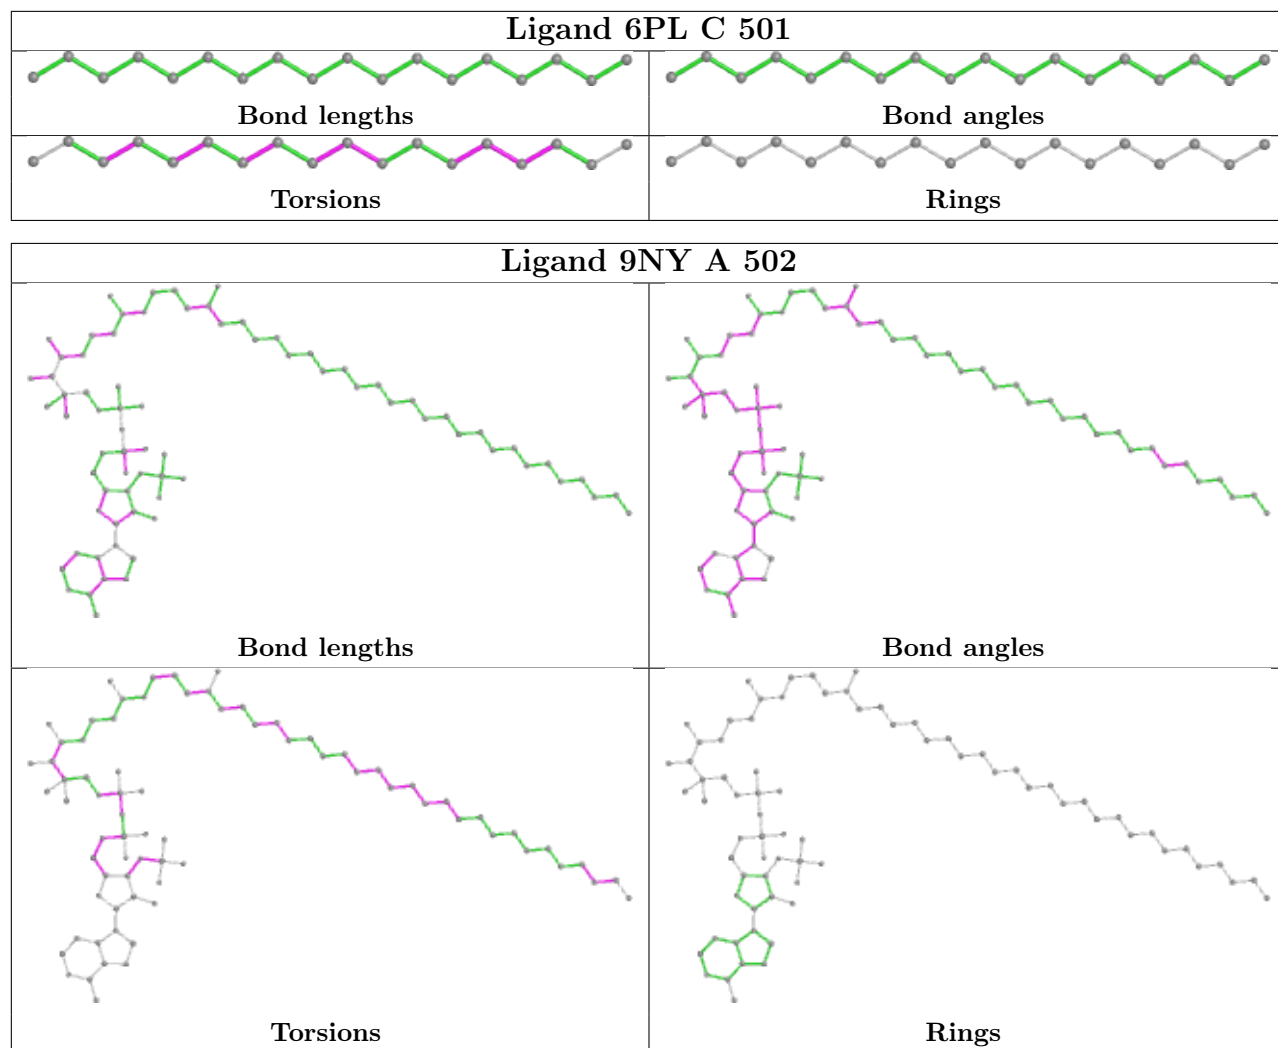 Ligand 6PL C 501
Bond lengths
Bond angles
Torsions
Rings
Ligand 9NY A 502
Bond lengths
Bond angles
Torsions
Rings